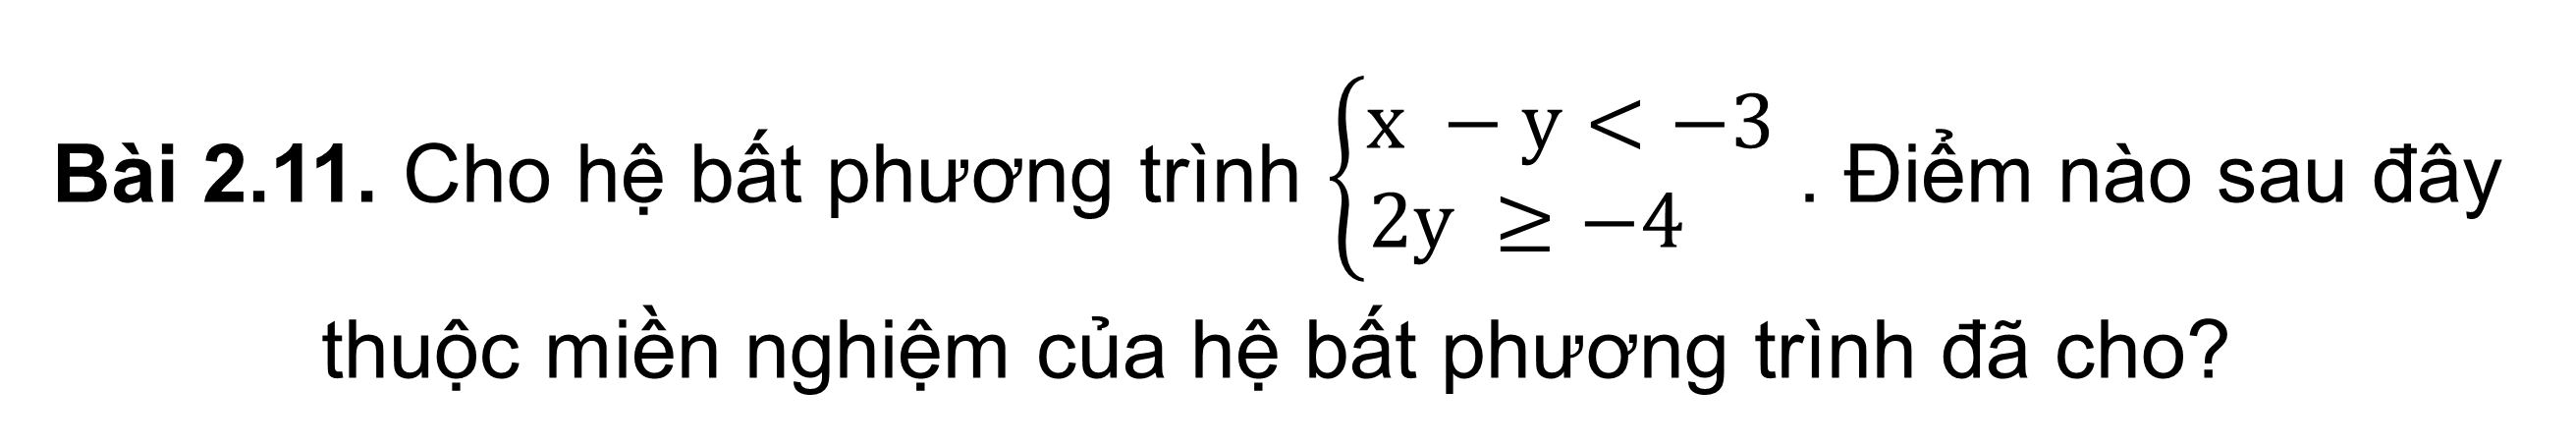 Bài 2.11. Cho hệ bất phương trình {x − y < −3 . Điểm nào sau đây
2y ≥ −4
thuộc miền nghiệm của hệ bất phương trình đã cho?